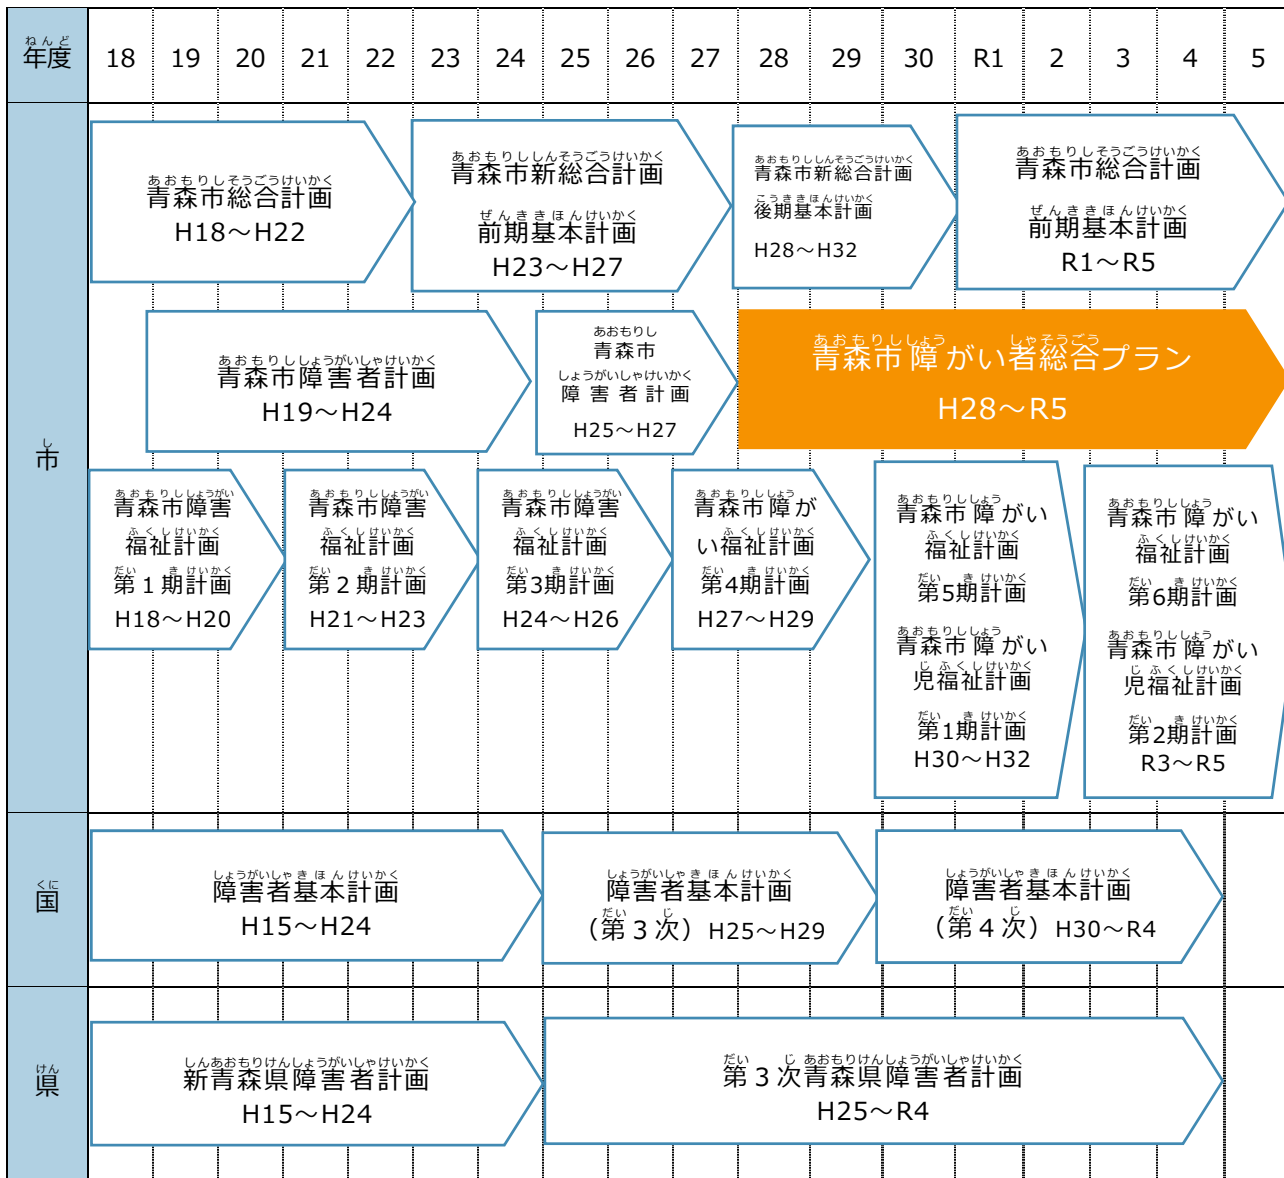 ねんど
年度 18 19 20 21 22 23 24 25 26 27 28 29 30 R1 2 3 4 5
し
市
あおもりしそうごうけいかく
青森市総合計画
H18～H22
あおもりししんそうごうけいかく
青森市新総合計画
ぜんききほんけいかく
前期基本計画
H23～H27
あおもりししんそうごうけいかく
青森市新総合計画
こうききほんけいかく
後期基本計画
H28～H32
あおもりしそうごうけいかく
青森市総合計画
ぜんききほんけいかく
前期基本計画
R1～R5
あおもりししょうがいしゃけいかく
青森市障害者計画
H19～H24
あおもりし
青森市
しょうがいしゃけいかく
障害者計画
H25～H27
あおもりししょう しゃそうごう
青森市障がい者総合プラン
H28～R5
あおもりししょうがい
青森市障害
ふくしけいかく
福祉計画
だい き けいかく
第1期計画
H18～H20
あおもりししょうがい
青森市障害
ふくしけいかく
福祉計画
だい き けいかく
第2期計画
H21～H23
あおもりししょうがい
青森市障害
ふくしけいかく
福祉計画
だい き けいかく
第3期計画
H24～H26
あおもりししょう
青森市障が
ふくしけいかく
い福祉計画
だい き けいかく
第4期計画
H27～H29
あおもりししょう
青森市障がい
ふくしけいかく
福祉計画
だい き けいかく
第5期計画
あおもりししょう
青森市障がい
じ ふくしけいかく
児福祉計画
だい き けいかく
第1期計画
H30～H32
あおもりししょう
青森市障がい
ふくしけいかく
福祉計画
だい き けいかく
第6期計画
あおもりししょう
青森市障がい
じ ふくしけいかく
児福祉計画
だい き けいかく
第2期計画
R3～R5
くに
国
しょうがいしゃきほんけいかく
障害者基本計画
H15～H24
しょうがいしゃきほんけいかく
障害者基本計画
だい じ
（第3次）H25～H29
しょうがいしゃきほんけいかく
障害者基本計画
だい じ
（第4次）H30～R4
けん
県
しんあおもりけんしょうがいしゃけいかく
新青森県障害者計画
H15～H24
だい じ あおもりけんしょうがいしゃけいかく
第3次青森県障害者計画
H25～R4